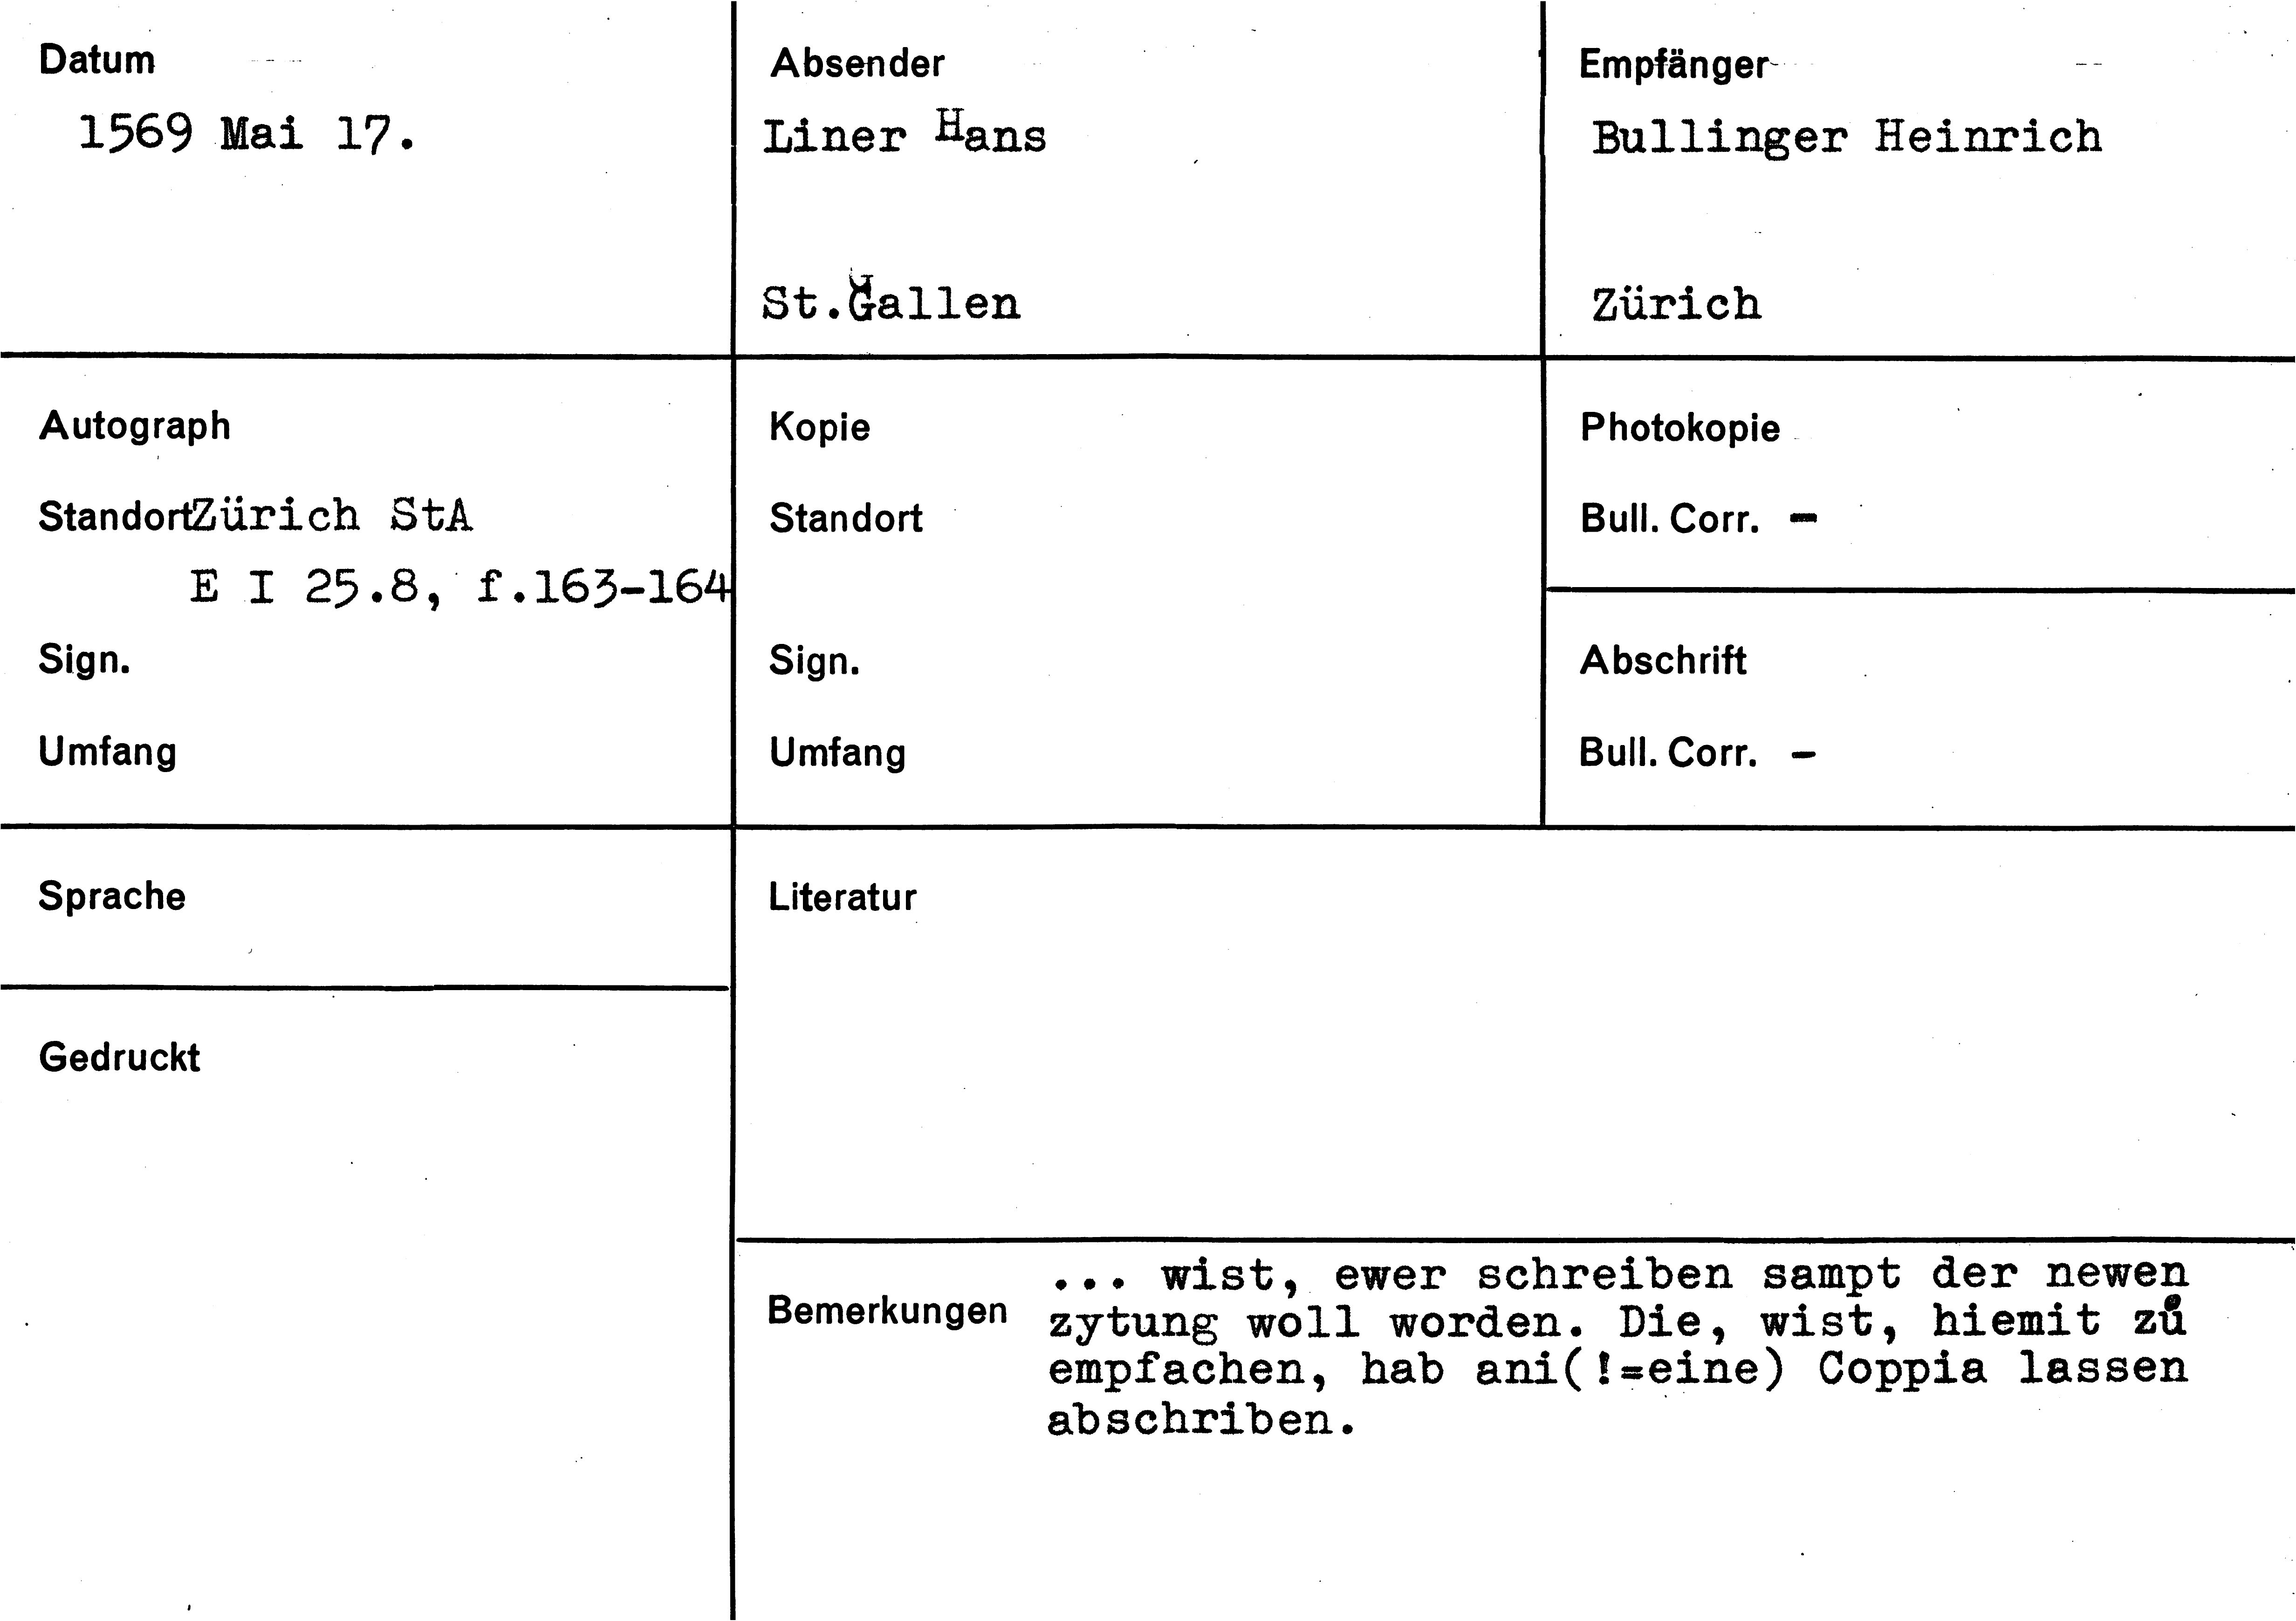 Datum
1569 Mai 17.
Absender
Liner Hans
St.Gallen
Empfänger
Bullinger Heinrich
Zürich
Autograph
Standort Zürich StA
E I 25.8, f.163-164
Sign.
Umfang
Kopie
Standort
Sign.
Umfang
Photokopie
Bull. Corr. -
Abschrift
Bull. Corr. -
Sprache
Gedruckt
Literatur
Bemerkungen
... wist, ewer schreiben sampt der newen
zytung woll worden. Die, wist, hiemit zů
empfachen, hab ani(!=eine) Coppia lassen
abschriben.